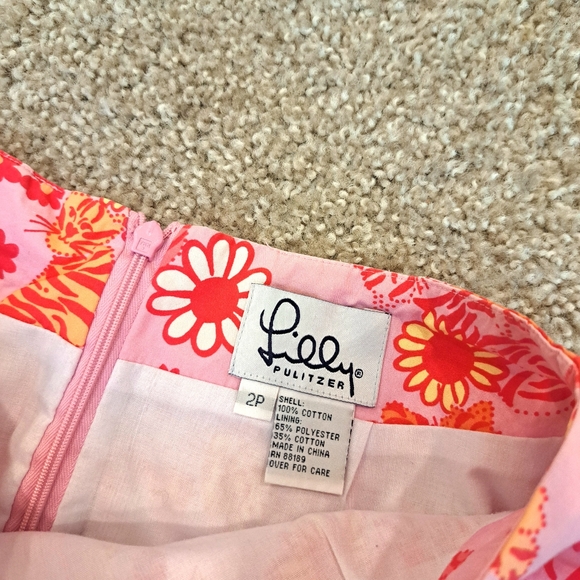 Lilly®
PULITZER
2P
SHELL:
100% COTTON
LINING:
65% POLYESTER
35% COTTON
MADE IN CHINA
RN 88189
OVER FOR CARE